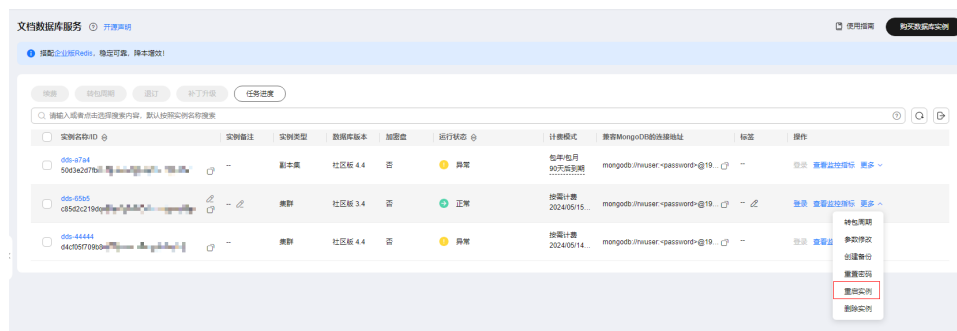 文档数据库服务 开源声明 使用指南 购买数据库实例
搭配企业版Redis，稳定可靠，降本增效！
续费 转包周期 退订 补丁升级 任务进度
请输入或者点击选择搜索内容，默认按照实例名称搜索
实例名称/ID 实例备注 实例类型 数据库版本 加密盘 运行状态 计费模式 兼容MongoDB的连接地址 标签 操作
dds-a7a4
50d3e2d7fb
-- 副本集 社区版 4.4 否 异常 包年/包月
90天后到期
mongodb://rwuser:<password>@19... -- 登录 查看监控指标 更多
dds-65b5
c85d2c219d
-- 集群 社区版 3.4 否 正常 按需计费
2024/05/15...
mongodb://rwuser:<password>@19... -- 登录 查看监控指标 更多
dds-44444
d4cf05f709b8
-- 集群 社区版 4.4 否 异常 按需计费
2024/05/14...
mongodb://rwuser:<password>@19... -- 登录 查看监
转包周期
参数修改
创建备份
重置密码
重启实例
删除实例